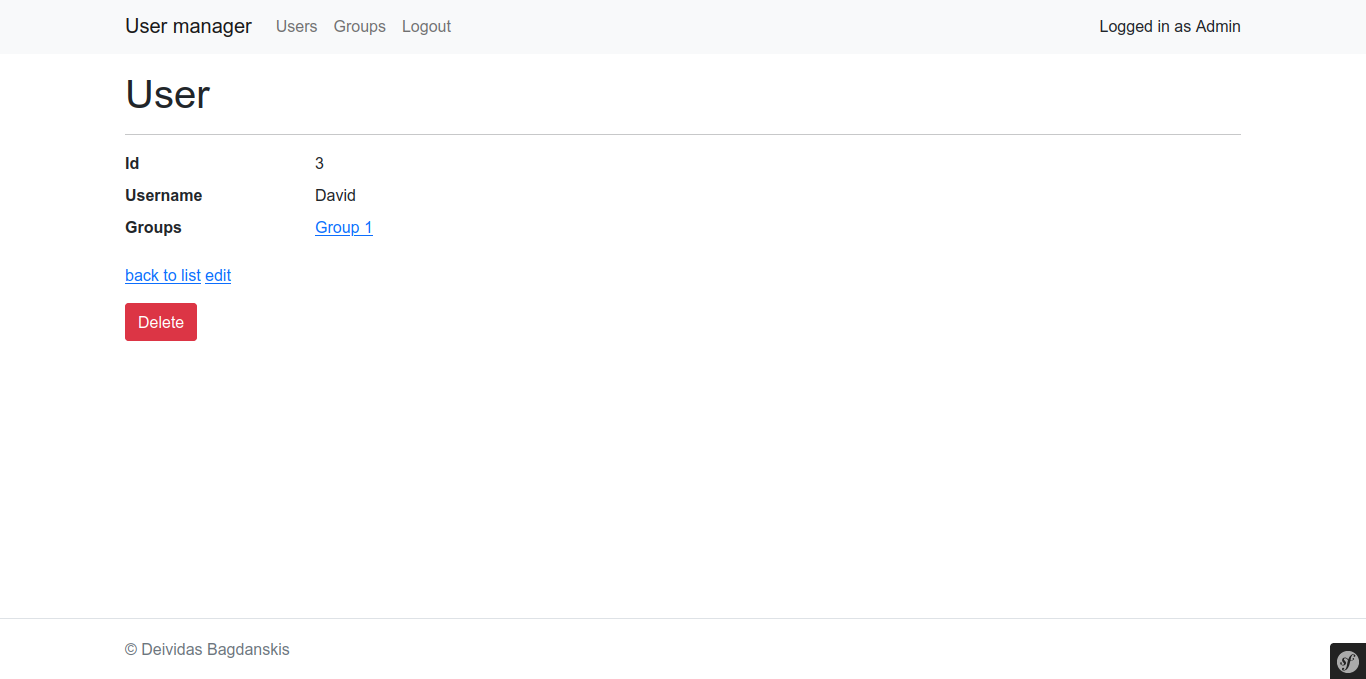 User manager Users Groups Logout Logged in as Admin
User
Id 3
Username David
Groups Group 1
back to list edit
Delete
© Deividas Bagdanskis
sf